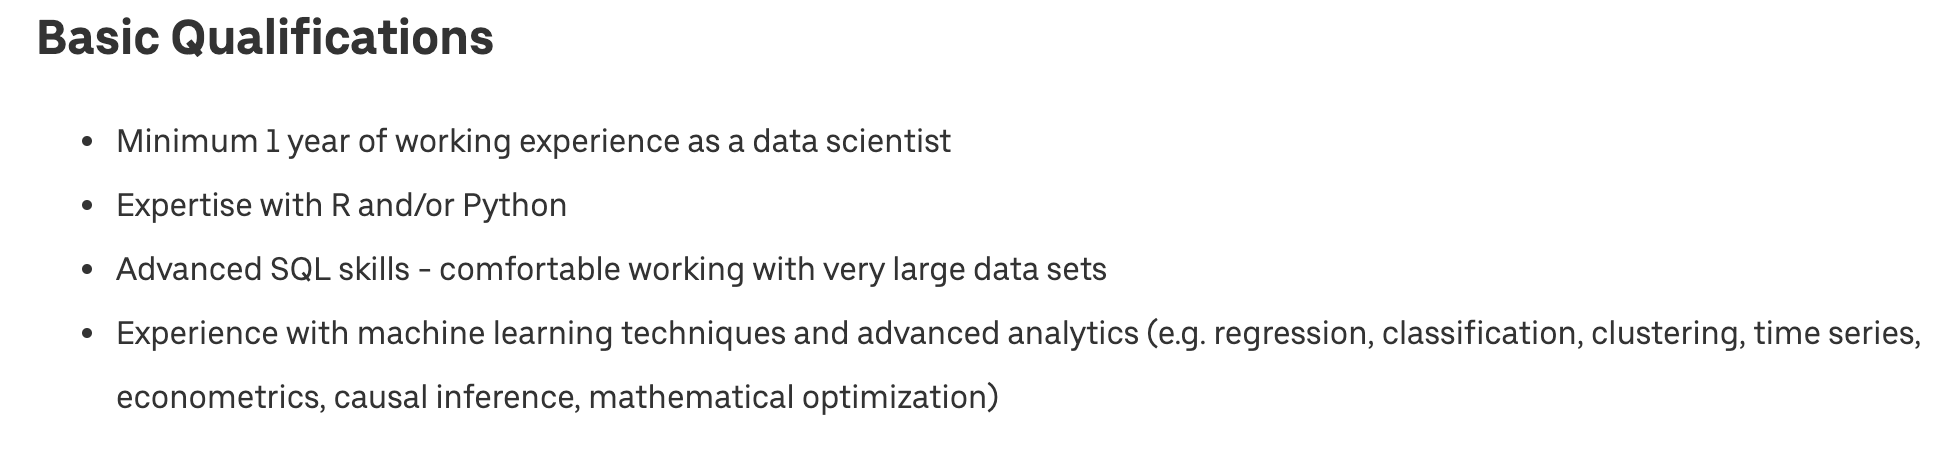 Basic Qualifications
• Minimum 1 year of working experience as a data scientist
• Expertise with R and/or Python
• Advanced SQL skills - comfortable working with very large data sets
• Experience with machine learning techniques and advanced analytics (e.g. regression, classification, clustering, time series,
econometrics, causal inference, mathematical optimization)